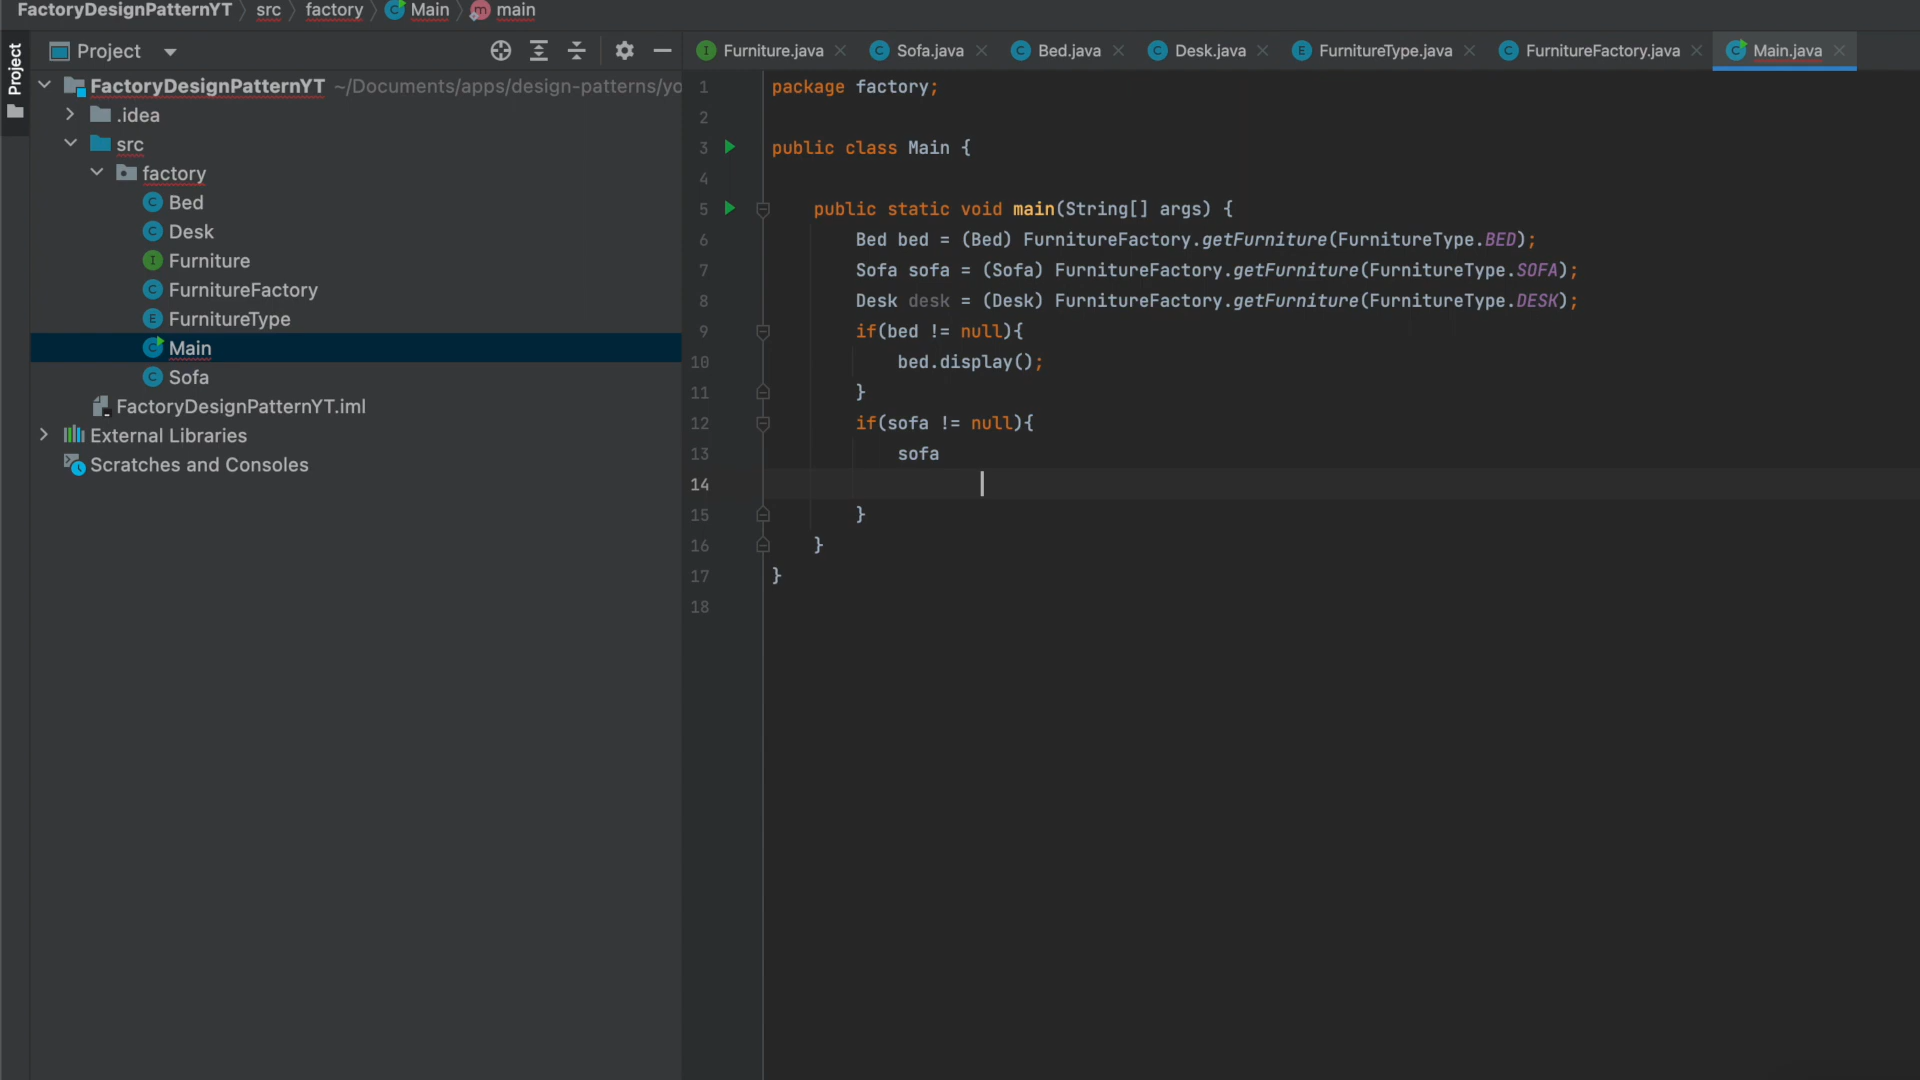 FactoryDesignPatternYT src factory Main main
Project
Project
Furniture.java Sofa.java Bed.java Desk.java FurnitureType.java FurnitureFactory.java Main.java
FactoryDesignPatternYT ~/Documents/apps/design-patterns/yo
.idea
src
factory
Bed
Desk
Furniture
FurnitureFactory
FurnitureType
Main
Sofa
FactoryDesignPatternYT.iml
External Libraries
Scratches and Consoles
1 package factory;
2
3 public class Main {
4
5 public static void main(String[] args) {
6 Bed bed = (Bed) FurnitureFactory.getFurniture(FurnitureType.BED);
7 Sofa sofa = (Sofa) FurnitureFactory.getFurniture(FurnitureType.SOFA);
8 Desk desk = (Desk) FurnitureFactory.getFurniture(FurnitureType.DESK);
9 if(bed != null){
10 bed.display();
11 }
12 if(sofa != null){
13 sofa
14
15 }
16 }
17 }
18